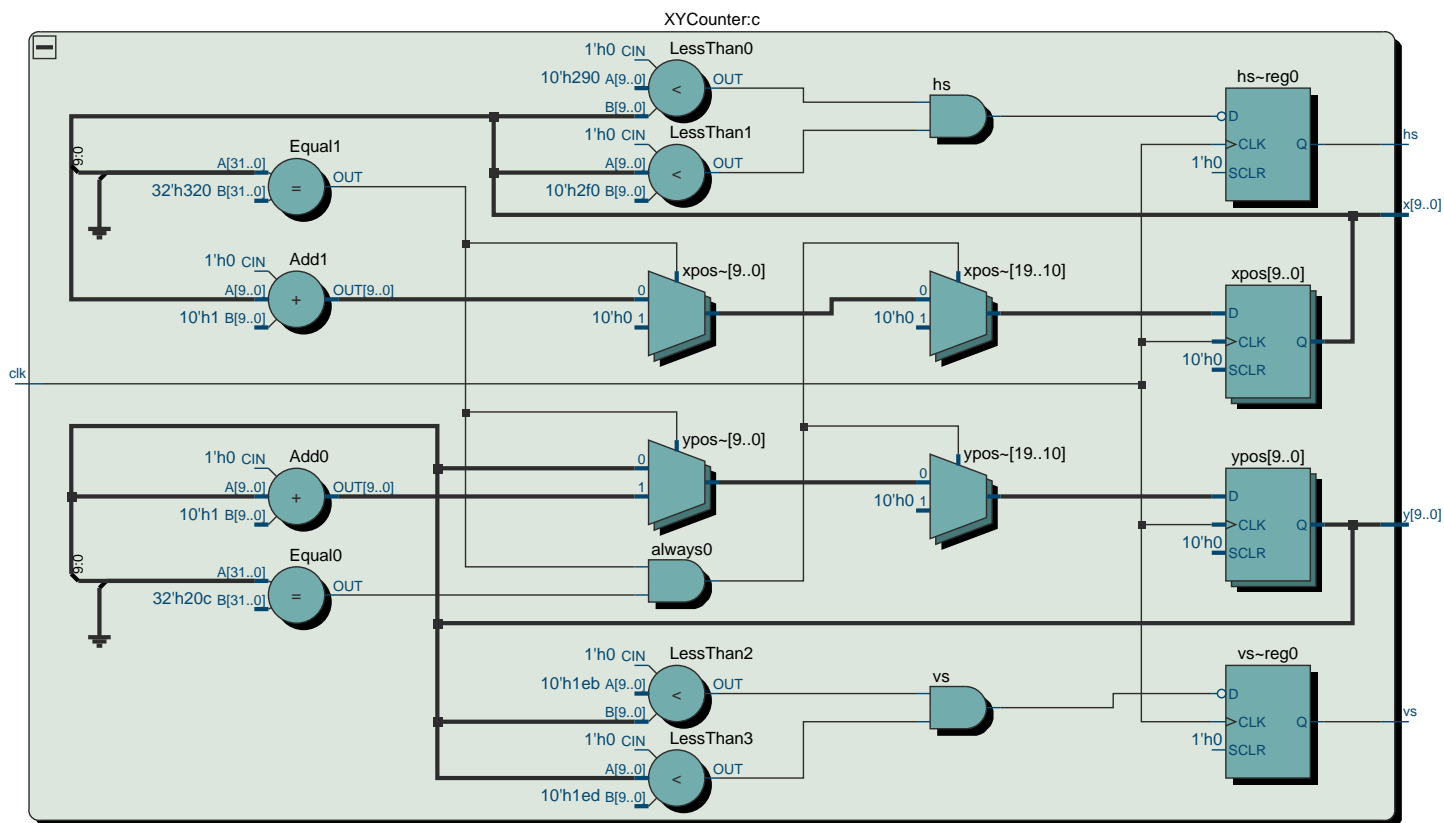 XYCounter:c
LessThan0
1'h0 CIN
10'h290 A[9..0]
B[9..0]
<
OUT
hs
hs~reg0
D
CLK
1'h0
SCLR
Q
hs
LessThan1
1'h0 CIN
A[9..0]
10'h2f0 B[9..0]
<
OUT
9:0
Equal1
A[31..0]
32'h320 B[31..0]
=
OUT
x[9..0]
Add1
1'h0 CIN
A[9..0]
10'h1 B[9..0]
+
OUT[9..0]
xpos~[9..0]
0
10'h0 1
xpos~[19..10]
0
10'h0 1
xpos[9..0]
D
CLK
10'h0
SCLR
Q
clk
Add0
1'h0 CIN
A[9..0]
10'h1 B[9..0]
+
OUT[9..0]
ypos~[9..0]
0
1
ypos~[19..10]
0
10'h0 1
ypos[9..0]
D
CLK
10'h0
SCLR
Q
y[9..0]
9:0
Equal0
A[31..0]
32'h20c B[31..0]
=
OUT
always0
LessThan2
1'h0 CIN
10'h1eb A[9..0]
B[9..0]
<
OUT
vs
vs~reg0
D
CLK
1'h0
SCLR
Q
vs
LessThan3
1'h0 CIN
A[9..0]
10'h1ed B[9..0]
<
OUT